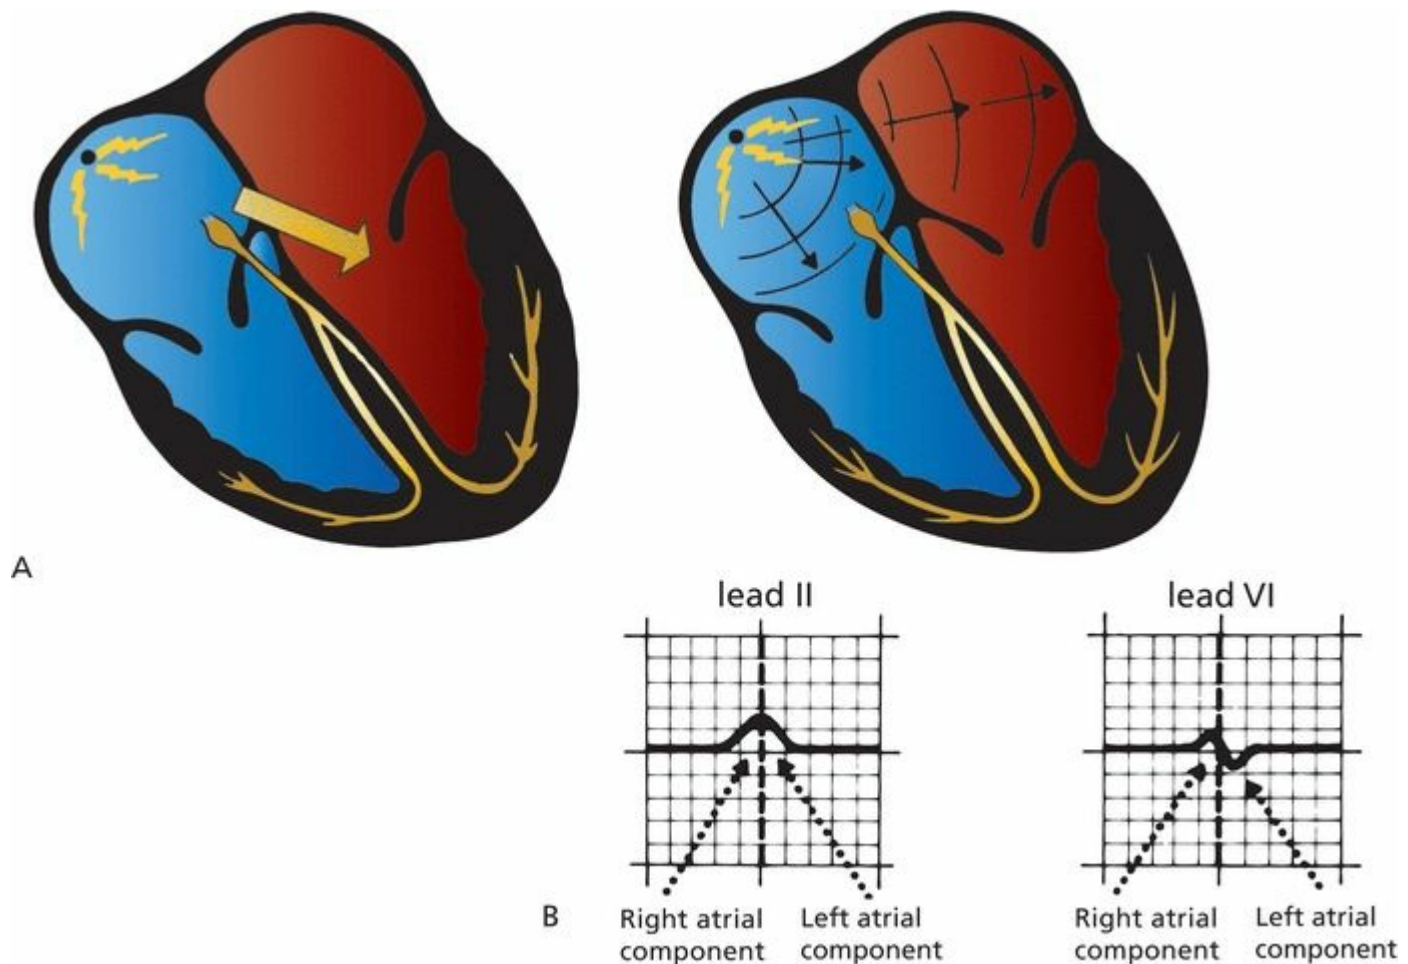 A
lead II
lead VI
B
Right atrial component
Left atrial component
Right atrial component
Left atrial component